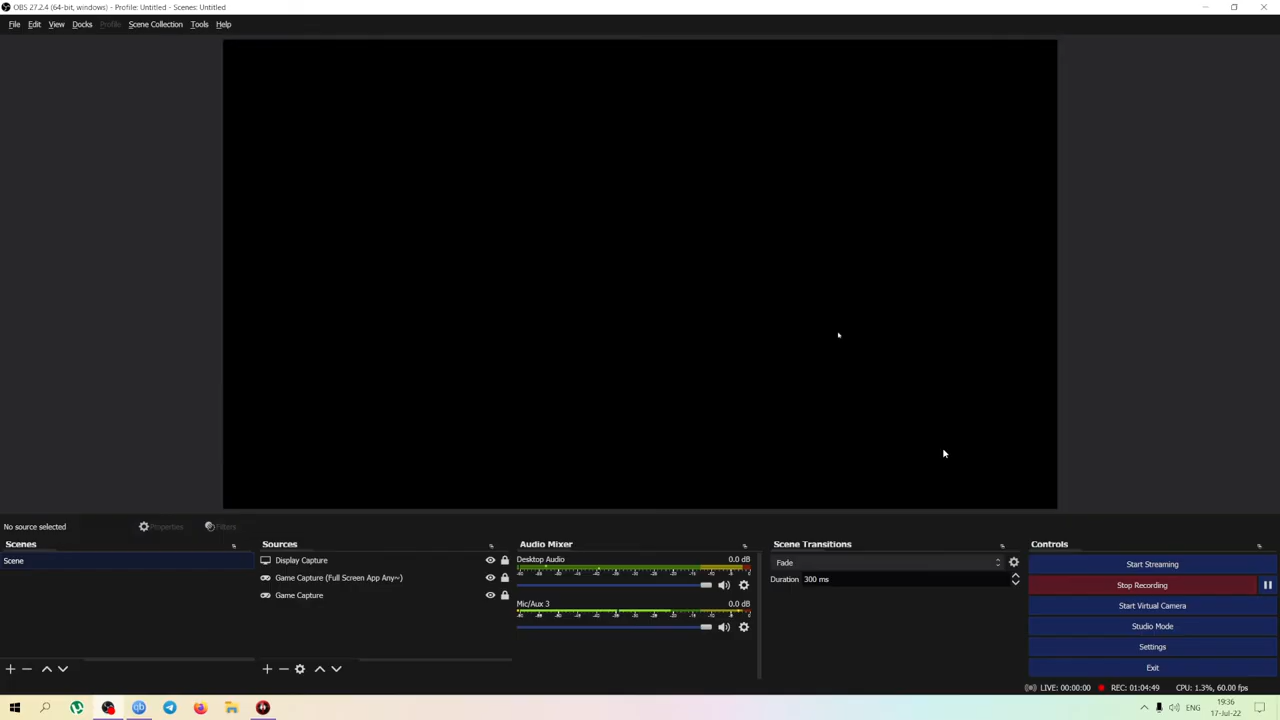 OBS 27.2.4 (64-bit, windows) - Profile: Untitled - Scenes: Untitled
File Edit View Docks Profile Scene Collection Tools Help
No source selected Properties Filters
Scenes
Scene
Sources
Display Capture
Game Capture (Full Screen App Any~)
Game Capture
Audio Mixer
Desktop Audio 0.0 dB
Mic/Aux 3 0.0 dB
Scene Transitions
Fade
Duration 300 ms
Controls
Start Streaming
Stop Recording
Start Virtual Camera
Studio Mode
Settings
Exit
LIVE: 00:00:00 REC: 01:04:49 CPU: 1.3%, 60.00 fps
qb
ENG
19:36
17-Jul-22